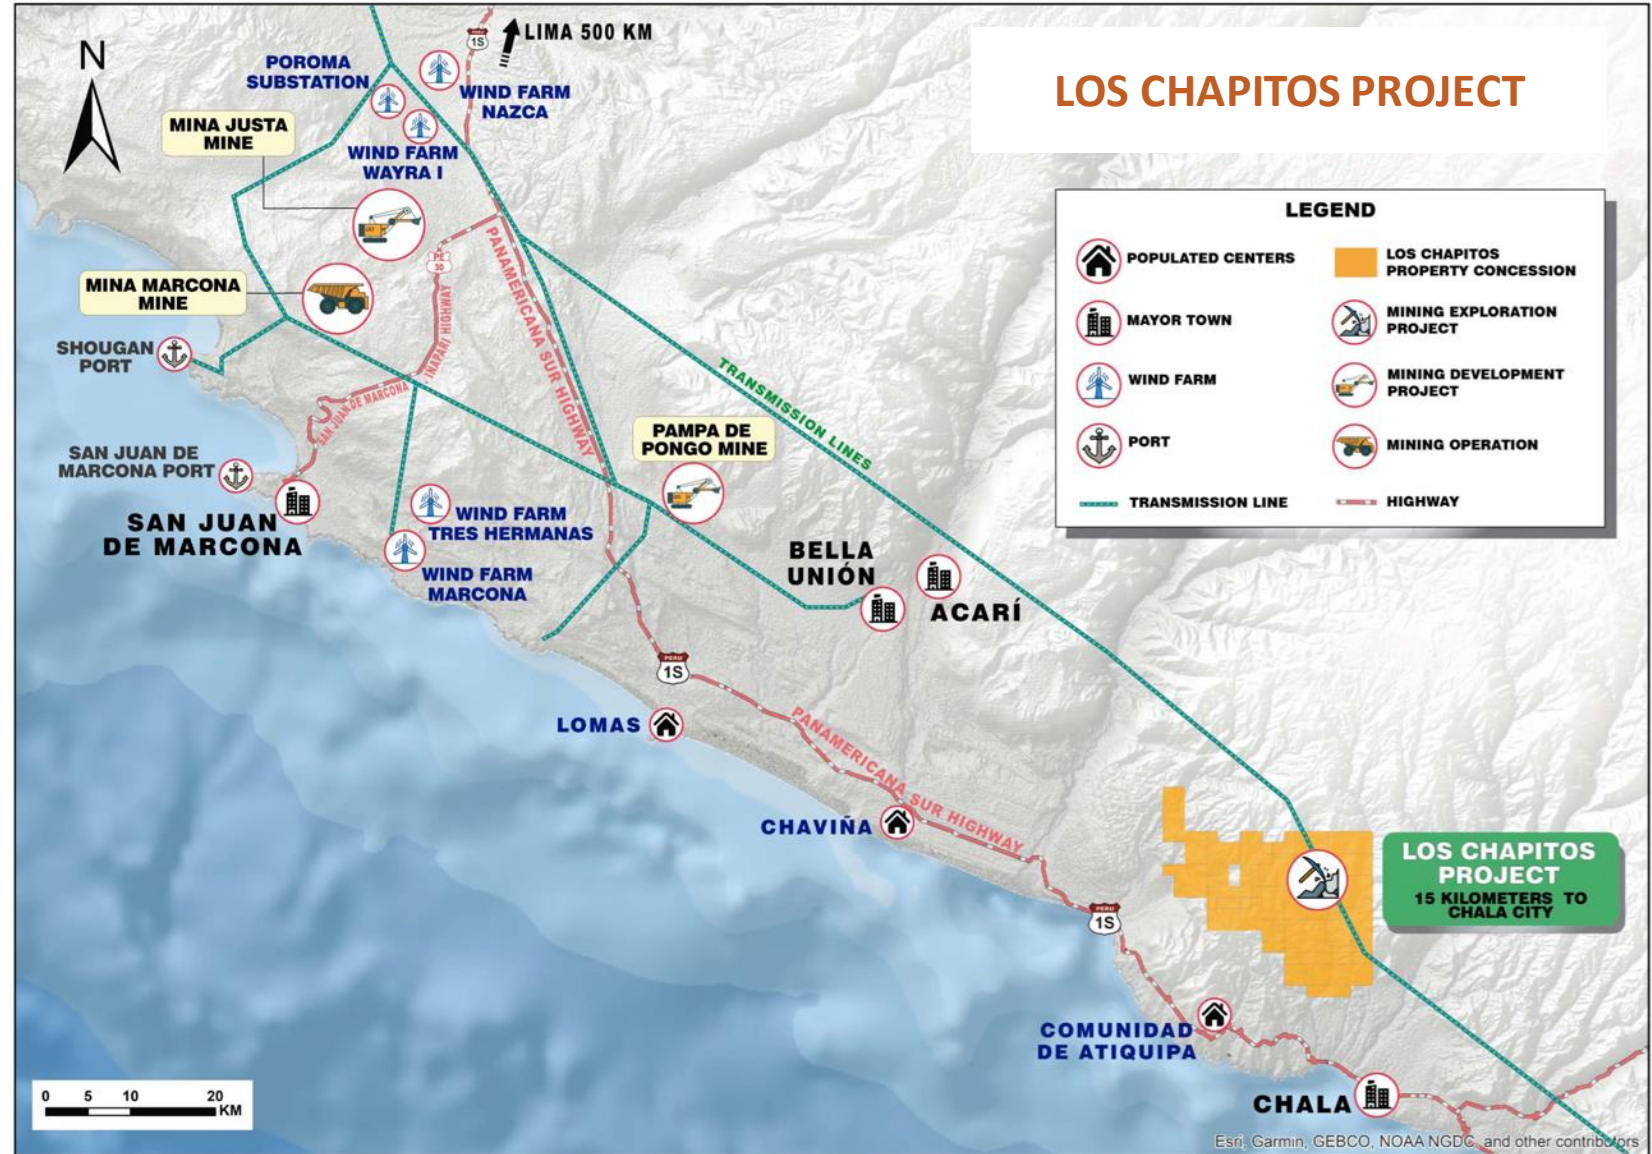 LOS CHAPITOS PROJECT
N
LIMA 500 KM
PERU
1S
POROMA
SUBSTATION
WIND FARM
NAZCA
MINA JUSTA
MINE
WIND FARM
WAYRA I
MINA MARCONA
MINE
PE
30
PANAMERICANA SUR HIGHWAY
INAPARI HIGHWAY
SHOUGAN
PORT
SAN JUAN DE MARCONA
TRANSMISSION LINES
PAMPA DE
PONGO MINE
SAN JUAN DE
MARCONA PORT
SAN JUAN
DE MARCONA
WIND FARM
TRES HERMANAS
WIND FARM
MARCONA
BELLA
UNIÓN
ACARÍ
PERU
1S
LOMAS
PANAMERICANA SUR HIGHWAY
CHAVIÑA
PERU
1S
LOS CHAPITOS
PROJECT
15 KILOMETERS TO
CHALA CITY
COMUNIDAD
DE ATIQUIPA
CHALA
LEGEND
POPULATED CENTERS
MAYOR TOWN
WIND FARM
PORT
TRANSMISSION LINE
LOS CHAPITOS
PROPERTY CONCESSION
MINING EXPLORATION
PROJECT
MINING DEVELOPMENT
PROJECT
MINING OPERATION
HIGHWAY
0 5 10 20
KM
Esri, Garmin, GEBCO, NOAA NGDC, and other contributors